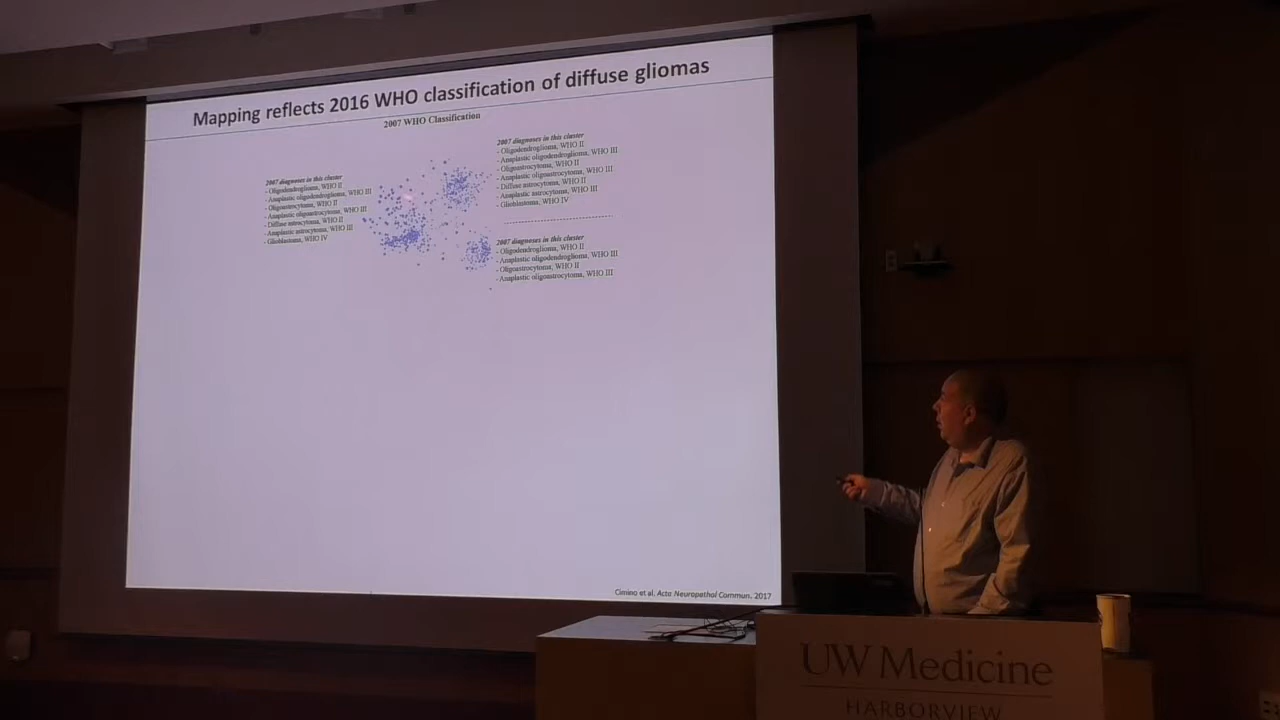 Mapping reflects 2016 WHO classification of diffuse gliomas
2007 WHO Classification
2007 diagnoses in this cluster
- Oligodendroglioma, WHO II
- Anaplastic oligodendroglioma, WHO III
- Oligoastrocytoma, WHO II
- Anaplastic oligoastrocytoma, WHO III
- Diffuse astrocytoma, WHO II
- Anaplastic astrocytoma, WHO III
- Glioblastoma, WHO IV
2007 diagnoses in this cluster
- Oligodendroglioma, WHO II
- Anaplastic oligodendroglioma, WHO III
- Oligoastrocytoma, WHO II
- Anaplastic oligoastrocytoma, WHO III
- Diffuse astrocytoma, WHO II
- Anaplastic astrocytoma, WHO III
- Glioblastoma, WHO IV
2007 diagnoses in this cluster
- Oligodendroglioma, WHO II
- Anaplastic oligodendroglioma, WHO III
- Oligoastrocytoma, WHO II
- Anaplastic oligoastrocytoma, WHO III
Cimino et al. Acta Neuropathol Commun. 2017
UW Medicine
HARBORVIEW